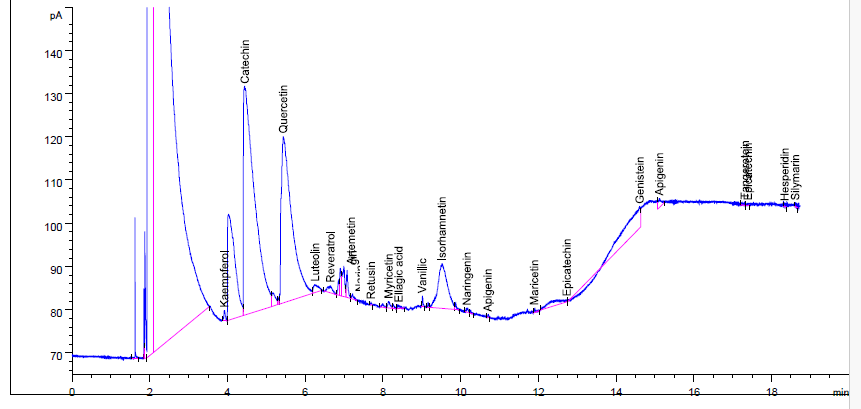 pA
140
130
120
110
100
90
80
70
0 2 4 6 8 10 12 14 16 18 min
Kaempferol
Catechin
Quercetin
Luteolin
Reveratrol
Retusin
Myricetin
Ellagic acid
Vanillic
Isorhamnetin
Naringenin
Apigenin
Maricetin
Epicatechin
Genistein
Apigenin
Epicatechin
Hesperidin
Silymarin